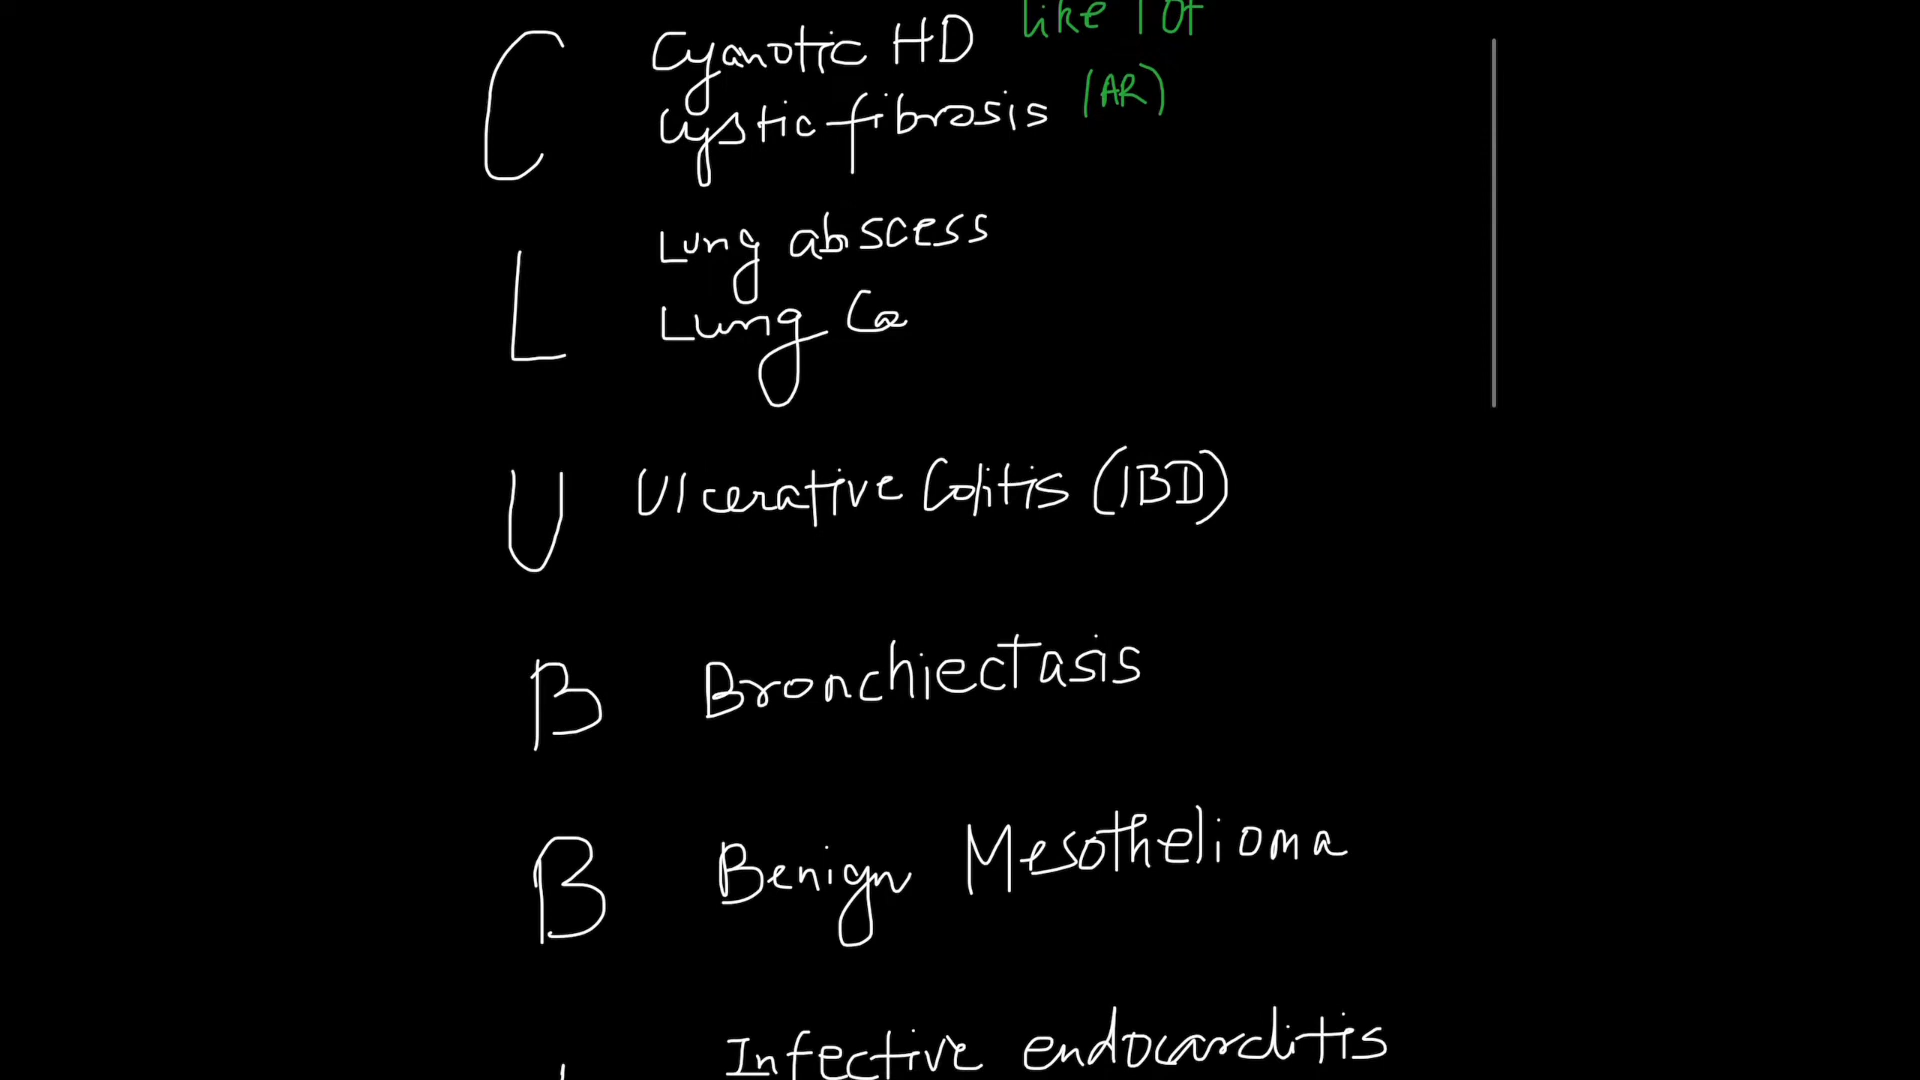 like TOF
C Cyanotic HD
Cystic fibrosis (AR)
L Lung abscess
Lung Ca
U Ulcerative Colitis (IBD)
B Bronchiectasis
B Benign Mesothelioma
Infective endocarditis